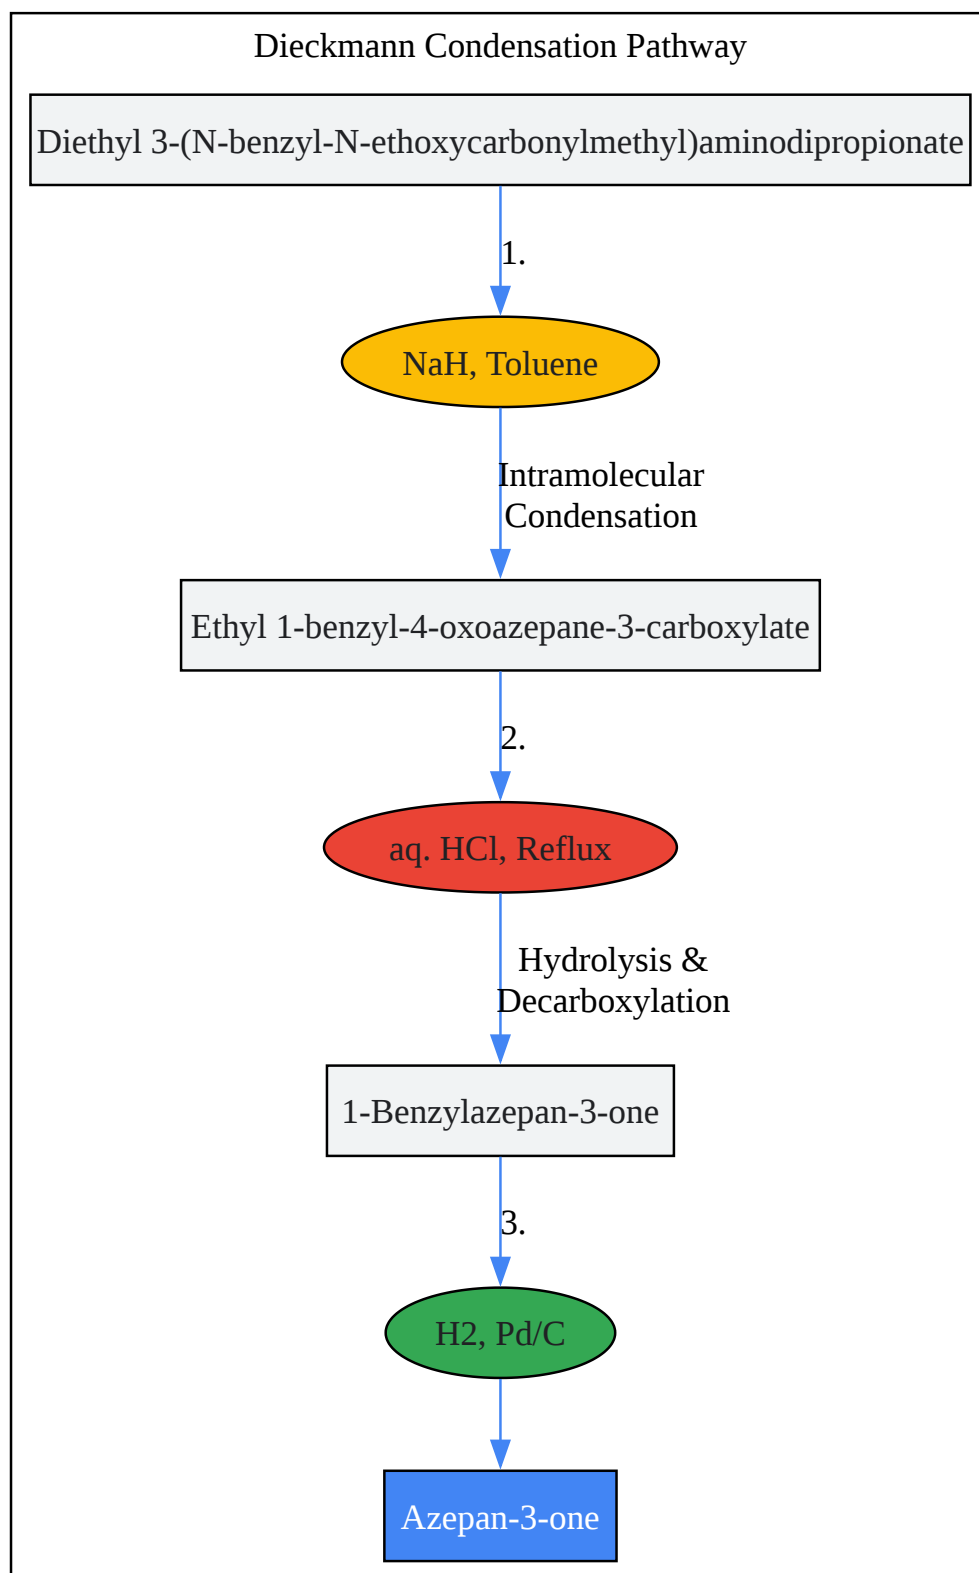 Dieckmann Condensation Pathway
Diethyl 3-(N-benzyl-N-ethoxycarbonylmethyl)aminodipropionate
1.
NaH, Toluene
Intramolecular
Condensation
Ethyl 1-benzyl-4-oxoazepane-3-carboxylate
2.
aq. HCl, Reflux
Hydrolysis &
Decarboxylation
1-Benzylazepan-3-one
3.
H2, Pd/C
Azepan-3-one